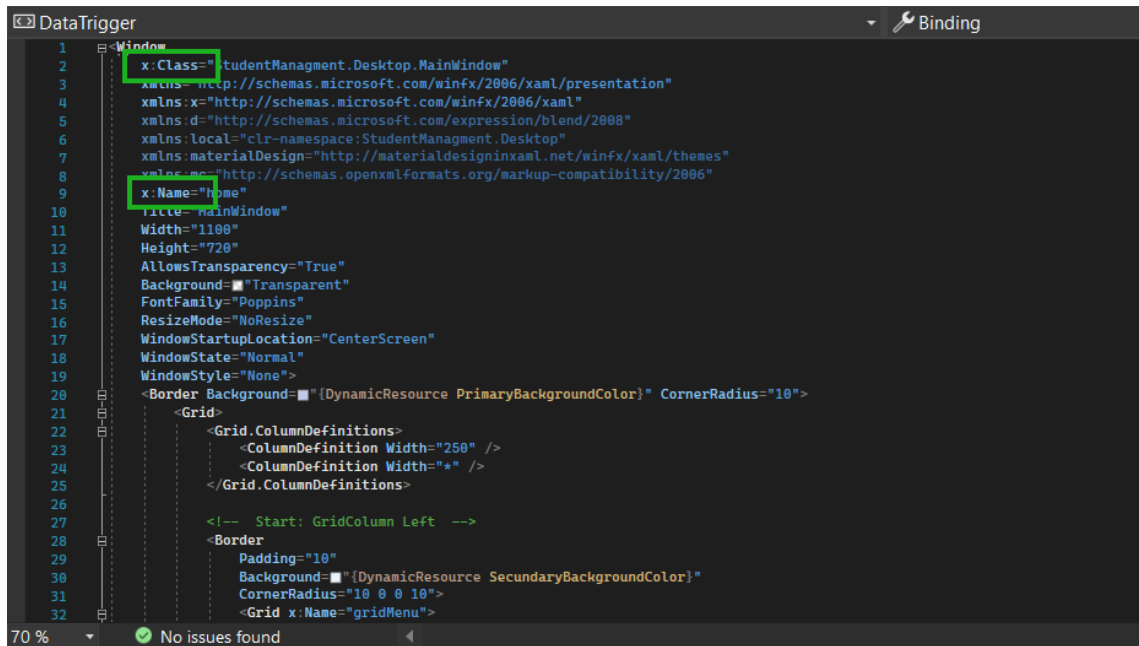 DataTrigger Binding
1 <Window
2 x:Class="StudentManagment.Desktop.MainWindow"
3 xmlns="http://schemas.microsoft.com/winfx/2006/xaml/presentation"
4 xmlns:x="http://schemas.microsoft.com/winfx/2006/xaml"
5 xmlns:d="http://schemas.microsoft.com/expression/blend/2008"
6 xmlns:local="clr-namespace:StudentManagment.Desktop"
7 xmlns:materialDesign="http://materialdesigninxaml.net/winfx/xaml/themes"
8 xmlns:mc="http://schemas.openxmlformats.org/markup-compatibility/2006"
9 x:Name="home"
10 Title="MainWindow"
11 Width="1100"
12 Height="720"
13 AllowsTransparency="True"
14 Background="Transparent"
15 FontFamily="Poppins"
16 ResizeMode="NoResize"
17 WindowStartupLocation="CenterScreen"
18 WindowState="Normal"
19 WindowStyle="None">
20 <Border Background="{DynamicResource PrimaryBackgroundColor}" CornerRadius="10">
21 <Grid>
22 <Grid.ColumnDefinitions>
23 <ColumnDefinition Width="250" />
24 <ColumnDefinition Width="*" />
25 </Grid.ColumnDefinitions>
26
27 <!-- Start: GridColumn Left -->
28 <Border
29 Padding="10"
30 Background="{DynamicResource SecundaryBackgroundColor}"
31 CornerRadius="10 0 0 10">
32 <Grid x:Name="gridMenu">
70 % No issues found